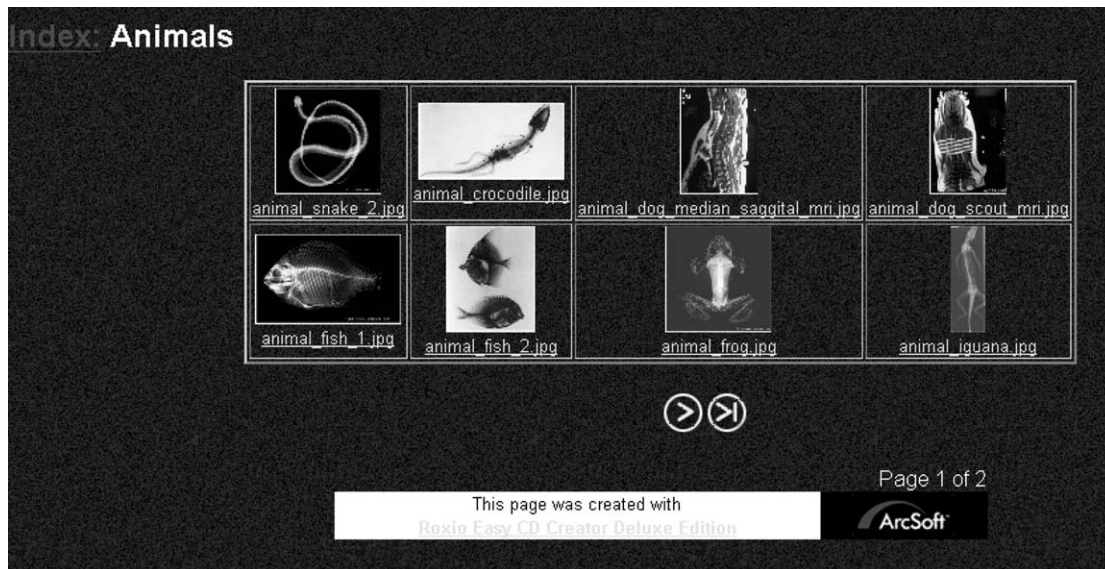 Index: Animals
animal_snake_2.jpg
animal_crocodile.jpg
animal_dog_median_saggital_mri.jpg
animal_dog_scout_mri.jpg
animal_fish_1.jpg
animal_fish_2.jpg
animal_frog.jpg
animal_iguana.jpg
Page 1 of 2
This page was created with
Roxio Easy CD Creator Deluxe Edition
ArcSoft™